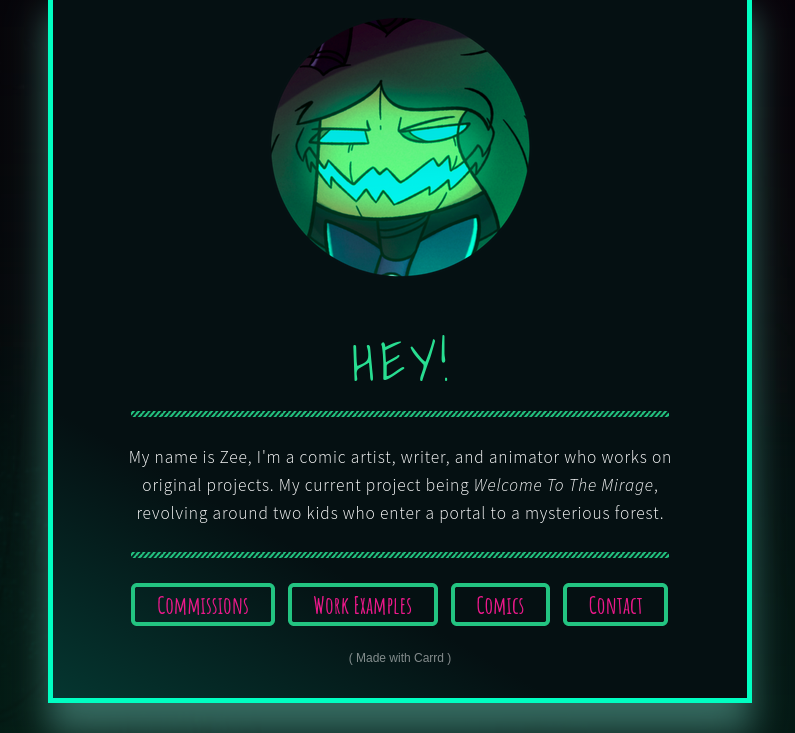 HEY!
My name is Zee, I'm a comic artist, writer, and animator who works on
original projects. My current project being Welcome To The Mirage,
revolving around two kids who enter a portal to a mysterious forest.
Commissions
Work Examples
Comics
Contact
( Made with Carrd )